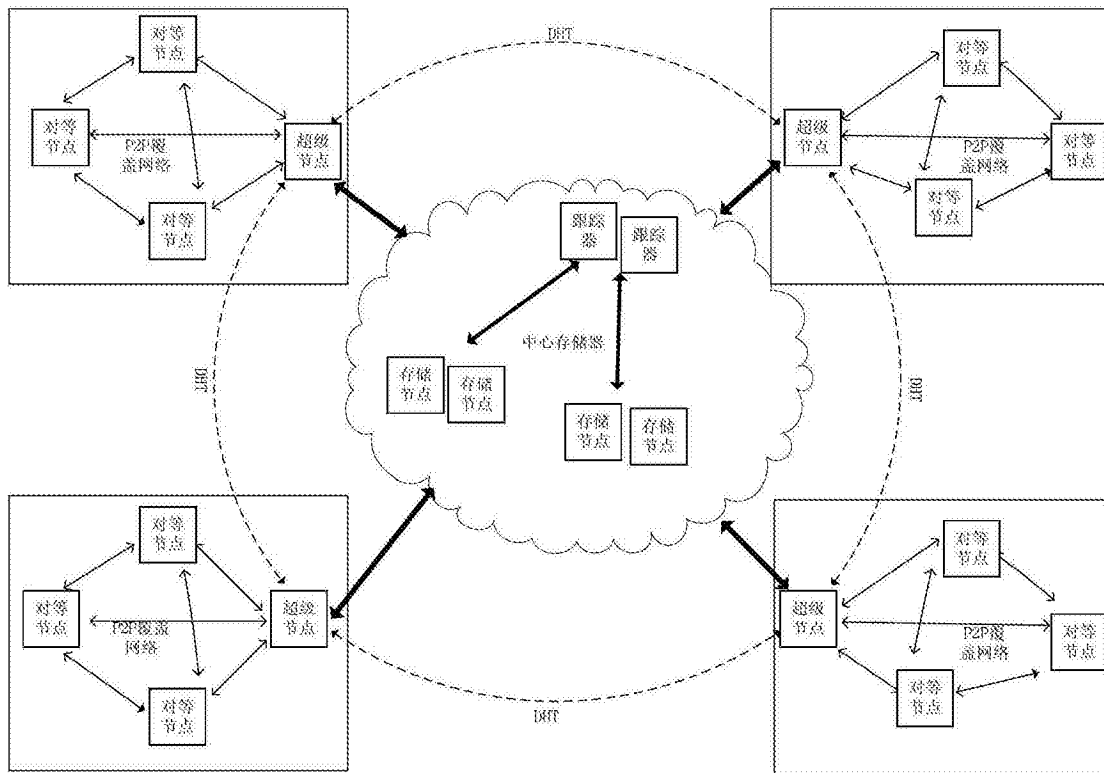 DHT
对等
节点
对等
节点
P2P覆
盖网络
超级
节点
对等
节点
对等
节点
超级
节点
P2P覆
盖网络
对等
节点
对等
节点
跟踪
器
跟踪
器
中心存储器
存储
节点
存储
节点
存储
节点
存储
节点
DHT
DHT
对等
节点
对等
节点
P2P覆盖
网络
超级
节点
对等
节点
对等
节点
超级
节点
P2P覆
盖网络
对等
节点
对等
节点
DHT